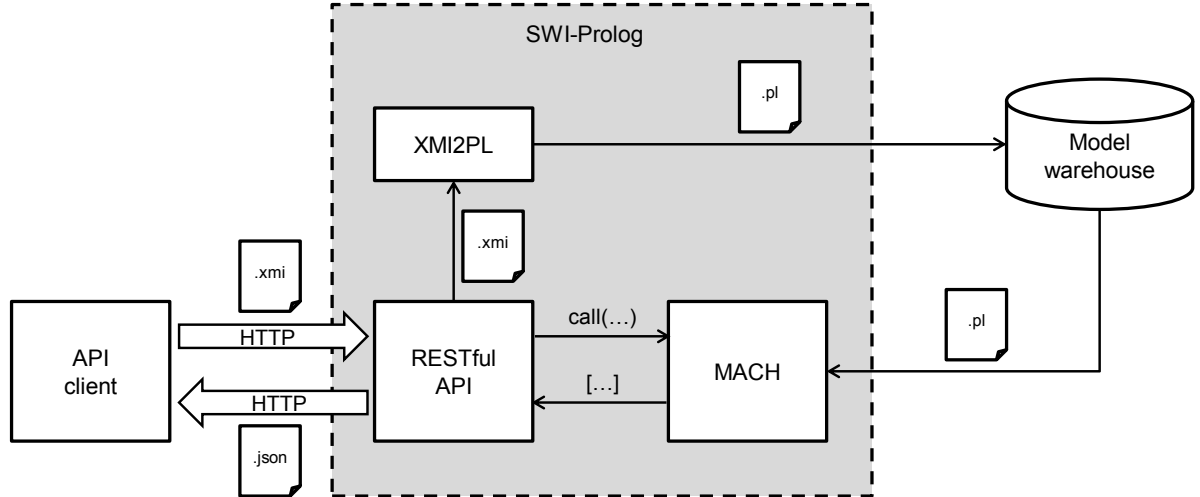 SWI-Prolog
.pl
XMI2PL
Model
warehouse
.xmi
.xmi
HTTP
API
client
RESTful
API
call(…)
MACH
.pl
[…]
HTTP
.json